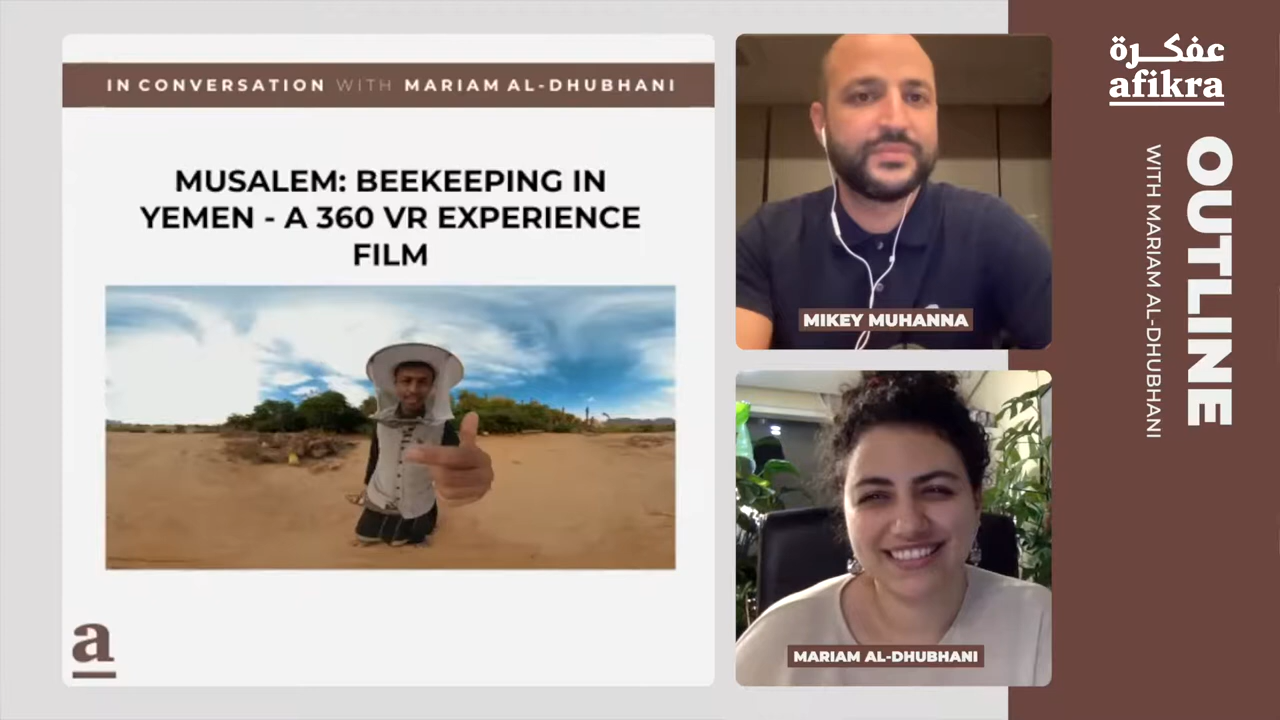 IN CONVERSATION WITH MARIAM AL-DHUBHANI
MUSALEM: BEEKEEPING IN
YEMEN - A 360 VR EXPERIENCE
FILM
a
MIKEY MUHANNA
MARIAM AL-DHUBHANI
عفكرة
afikra
OUTLINE
WITH MARIAM AL-DHUBHANI